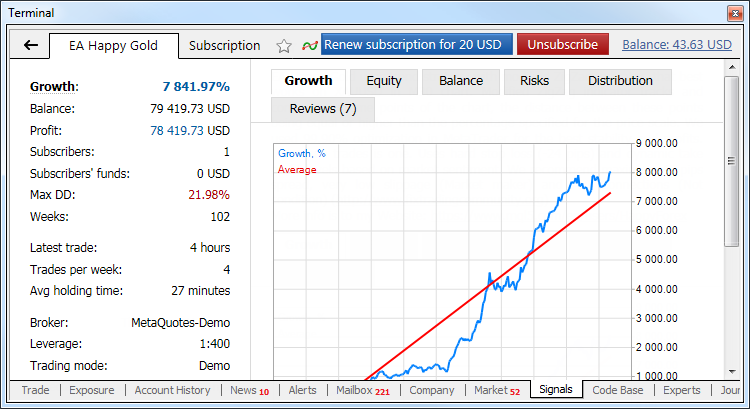 Terminal
EA Happy Gold Subscription Renew subscription for 20 USD Unsubscribe Balance: 43.63 USD
Growth: 7 841.97%
Balance: 79 419.73 USD
Profit: 78 419.73 USD
Subscribers: 1
Subscribers' funds: 0 USD
Max DD: 21.98%
Weeks: 102
Latest trade: 4 hours
Trades per week: 4
Avg holding time: 27 minutes
Broker: MetaQuotes-Demo
Leverage: 1:400
Trading mode: Demo
Growth Equity Balance Risks Distribution
Reviews (7)
Growth, %
Average
9 000.00
8 000.00
7 000.00
6 000.00
5 000.00
4 000.00
3 000.00
2 000.00
1 000.00
Trade Exposure Account History News 10 Alerts Mailbox 221 Company Market 52 Signals Code Base Experts Jour